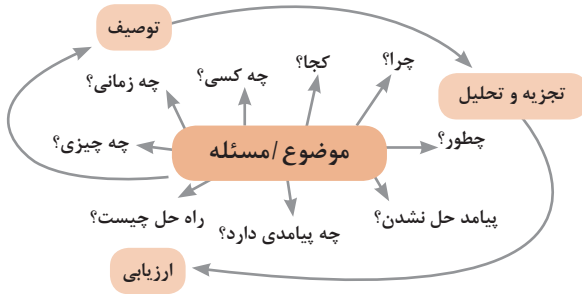 توصیف
چرا؟
کجا؟
چه کسی؟
چه زمانی؟
تجزیه و تحلیل
چطور؟
موضوع/مسئله
چه چیزی؟
پیامد حل نشدن؟
چه پیامدی دارد؟
راه حل چیست؟
ارزیابی